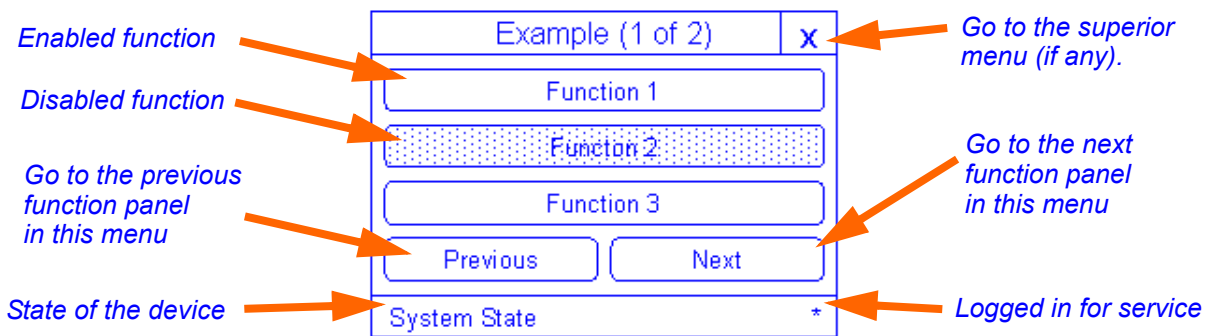 Enabled function
Disabled function
Go to the previous
function panel
in this menu
State of the device
Example (1 of 2)
X
Function 1
Functon 2
Function 3
Previous
Next
System State
*
Go to the superior
menu (if any).
Go to the next
function panel
in this menu
Logged in for service